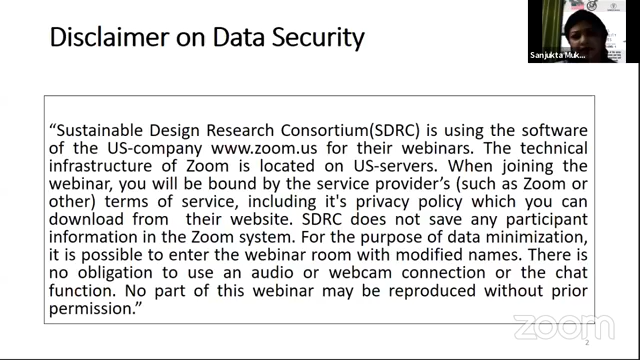 Disclaimer on Data Security
Sanjukta Muk...
“Sustainable Design Research Consortium(SDRC) is using the software
of the US-company www.zoom.us for their webinars. The technical
infrastructure of Zoom is located on US-servers. When joining the
webinar, you will be bound by the service provider’s (such as Zoom or
other) terms of service, including it's privacy policy which you can
download from their website. SDRC does not save any participant
information in the Zoom system. For the purpose of data minimization,
it is possible to enter the webinar room with modified names. There is
no obligation to use an audio or webcam connection or the chat
function. No part of this webinar may be reproduced without prior
permission.”
zoom
2